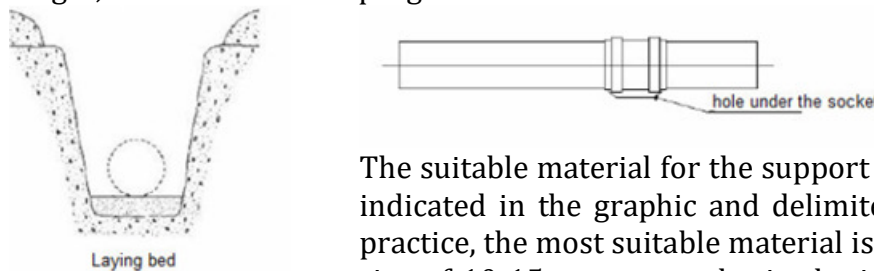 hole under the socket
The suitable material for the support
indicated in the graphic and
practice, the most suitable material is
Laying bed